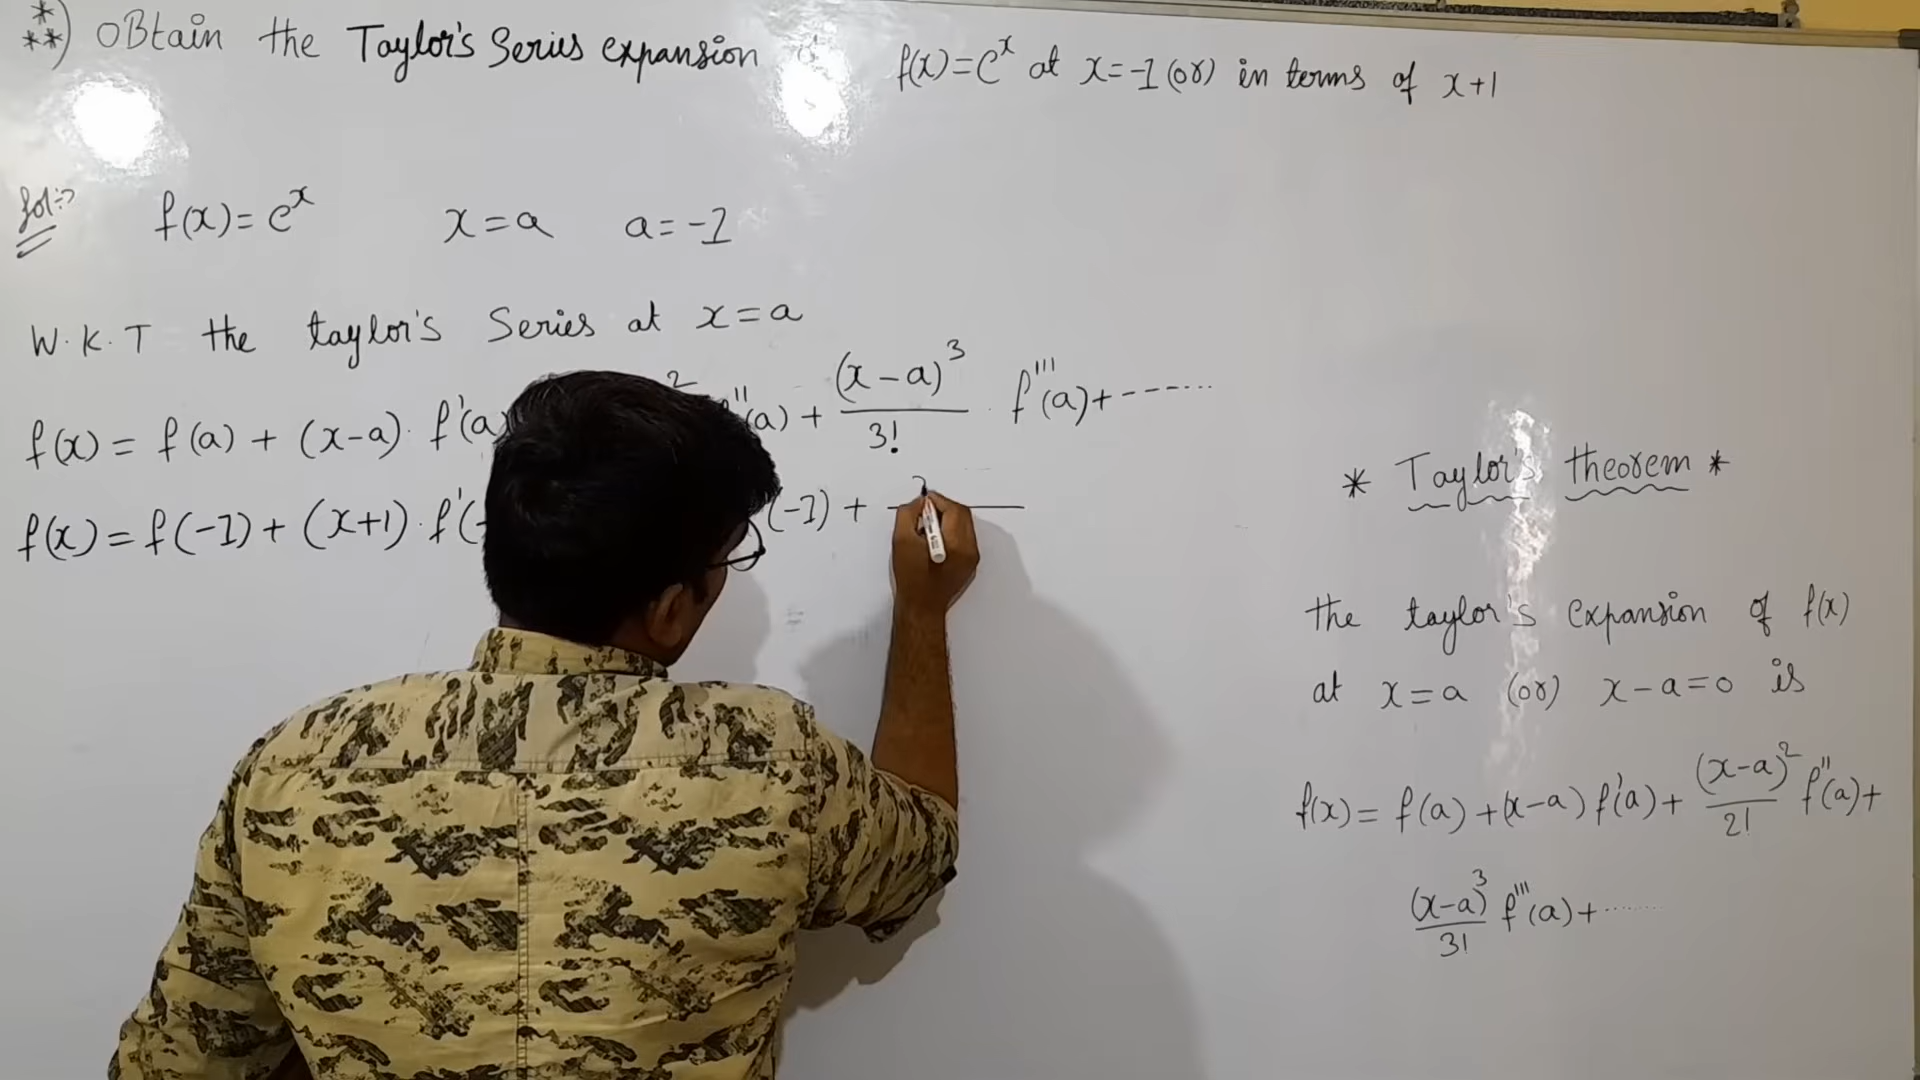 ***) OBtain the Taylor's Series expansion f(x)=e^x at x=-1 (or) in terms of x+1
Sol:-> f(x)=e^x x=a a=-1
W.K.T the taylor's Series at x=a
f(x) = f(a) + (x-a). f'(a 2 "(a) + (x-a)^3/3! . f'''(a)+-------
f(x) = f(-1) + (x+1). f'(- (-1) +
* Taylor's theorem *
the taylor's expansion of f(x)
at x=a (or) x-a=0 is
f(x)= f(a) +(x-a) f'(a) + (x-a)^2/2! f''(a)+
(x-a)^3/3! f'''(a)+.......